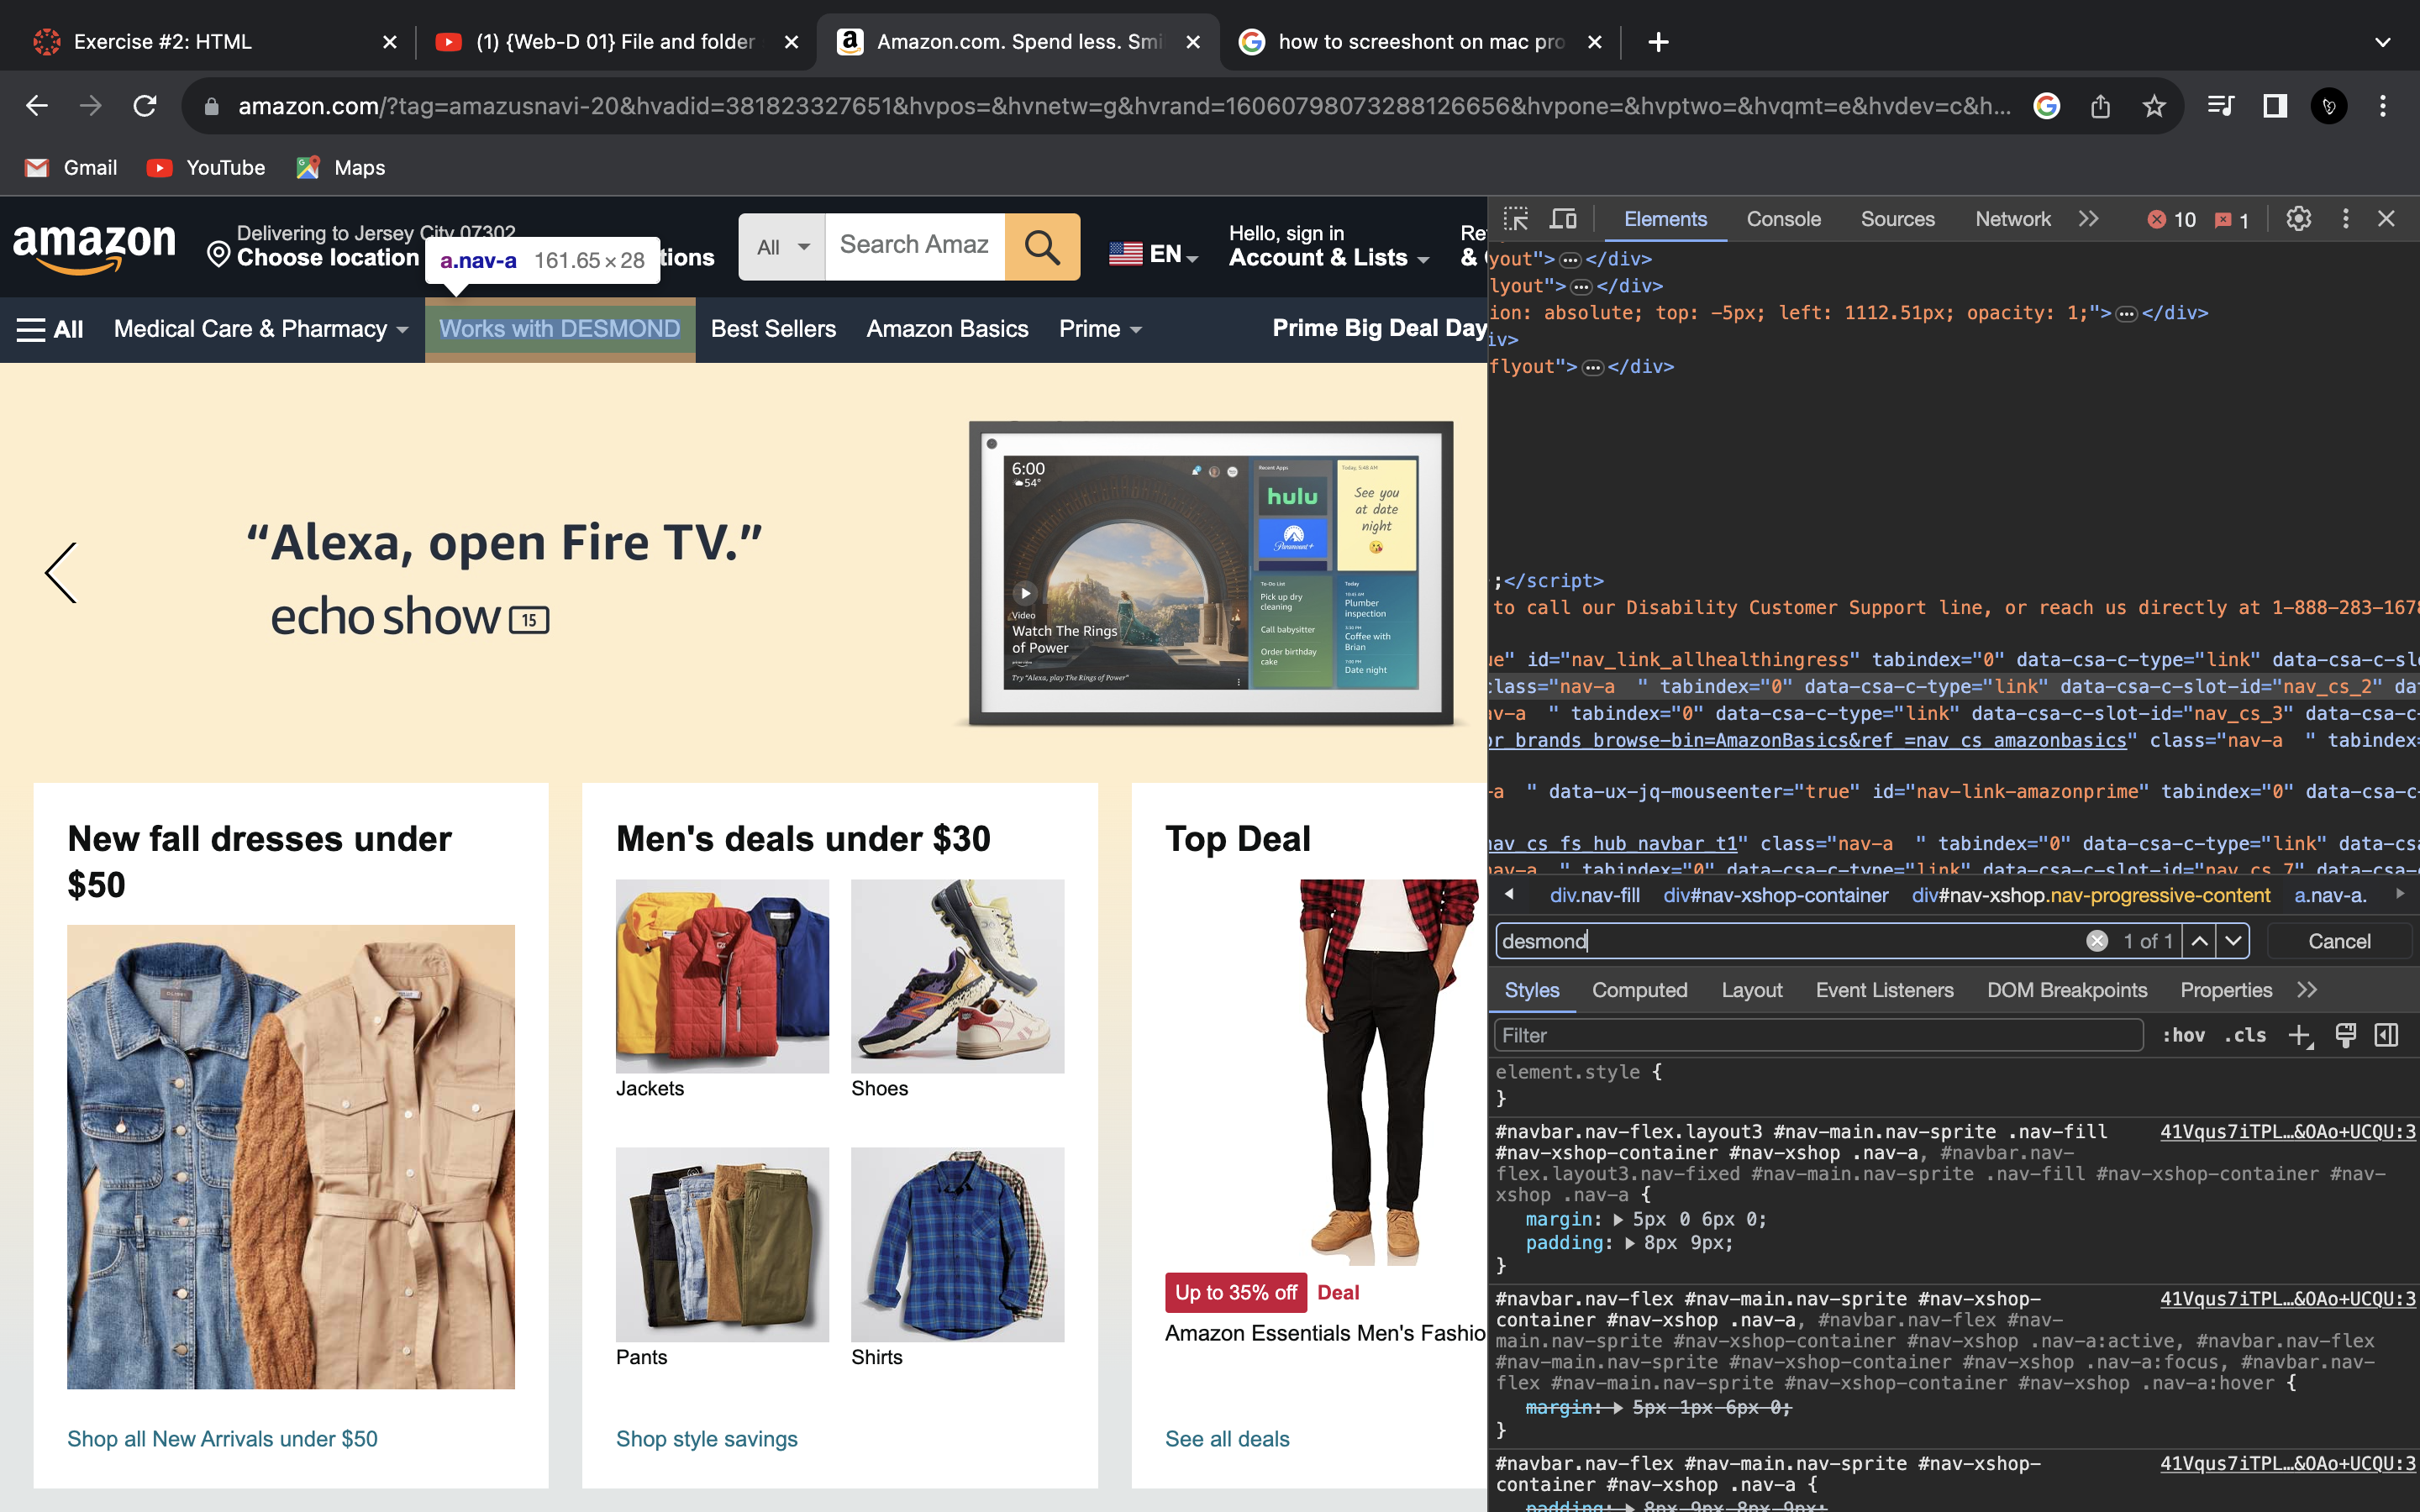 Exercise #2: HTML
(1) {Web-D 01} File and folder
Amazon.com. Spend less. Smi
how to screeshont on mac pro
amazon.com/?tag=amazusnavi-20&hvadid=381823327651&hvpos=&hvnetw=g&hvrand=16060798073288126656&hvpone=&hvptwo=&hvqmt=e&hvdev=c&h...
Gmail YouTube Maps
amazon
Delivering to Jersey City 07302
Choose location
a.nav-a 161.65×28
tions
All
Search Amaz
EN
Hello, sign in
Account & Lists
Re
&
All Medical Care & Pharmacy Works with DESMOND Best Sellers Amazon Basics Prime Prime Big Deal Day
“Alexa, open Fire TV.”
echo show 15
6:00
54°
Recent Apps
hulu
Paramount+
Today, 5:46 AM
See you
at date
night
Video
Watch The Rings
of Power
Try “Alexa, play The Rings of Power”
To-Do List
Pick up dry
cleaning
Call babysitter
Order birthday
cake
Today
Plumber
inspection
Coffee with
Brian
Date night
New fall dresses under
$50
Shop all New Arrivals under $50
Men's deals under $30
Jackets
Shoes
Pants
Shirts
Shop style savings
Top Deal
Up to 35% off Deal
Amazon Essentials Men's Fashio
See all deals
Elements Console Sources Network 10 1
yout">…</div>
lyout">…</div>
ion: absolute; top: -5px; left: 1112.51px; opacity: 1;">…</div>
iv>
flyout">…</div>
;</script>
to call our Disability Customer Support line, or reach us directly at 1-888-283-1678
ue" id="nav_link_allhealthingress" tabindex="0" data-csa-c-type="link" data-csa-c-slo
class="nav-a  " tabindex="0" data-csa-c-type="link" data-csa-c-slot-id="nav_cs_2" da
av-a  " tabindex="0" data-csa-c-type="link" data-csa-c-slot-id="nav_cs_3" data-csa-c-
or_brands_browse-bin=AmazonBasics&ref_=nav_cs_amazonbasics" class="nav-a  " tabindex=
-a  " data-ux-jq-mouseenter="true" id="nav-link-amazonprime" tabindex="0" data-csa-c-
nav_cs_fs_hub_navbar_t1" class="nav-a  " tabindex="0" data-csa-c-type="link" data-csa
nav-a  " tabindex="0" data-csa-c-type="link" data-csa-c-slot-id="nav_cs_7" data-csa-c
div.nav-fill div#nav-xshop-container div#nav-xshop.nav-progressive-content a.nav-a.
desmond 1 of 1 Cancel
Styles Computed Layout Event Listeners DOM Breakpoints Properties
Filter :hov .cls
element.style {
}
#navbar.nav-flex.layout3 #nav-main.nav-sprite .nav-fill 41Vqus7iTPL…&OAo+UCQU:3
#nav-xshop-container #nav-xshop .nav-a, #navbar.nav-
flex.layout3.nav-fixed #nav-main.nav-sprite .nav-fill #nav-xshop-container #nav-
xshop .nav-a {
margin: 5px 0 6px 0;
padding: 8px 9px;
}
#navbar.nav-flex #nav-main.nav-sprite #nav-xshop- 41Vqus7iTPL…&OAo+UCQU:3
container #nav-xshop .nav-a, #navbar.nav-flex #nav-
main.nav-sprite #nav-xshop-container #nav-xshop .nav-a:active, #navbar.nav-flex
#nav-main.nav-sprite #nav-xshop-container #nav-xshop .nav-a:focus, #navbar.nav-
flex #nav-main.nav-sprite #nav-xshop-container #nav-xshop .nav-a:hover {
margin: 5px 1px 6px 0;
}
#navbar.nav-flex #nav-main.nav-sprite #nav-xshop- 41Vqus7iTPL…&OAo+UCQU:3
container #nav-xshop .nav-a {
padding: 8px 9px 8px 9px;